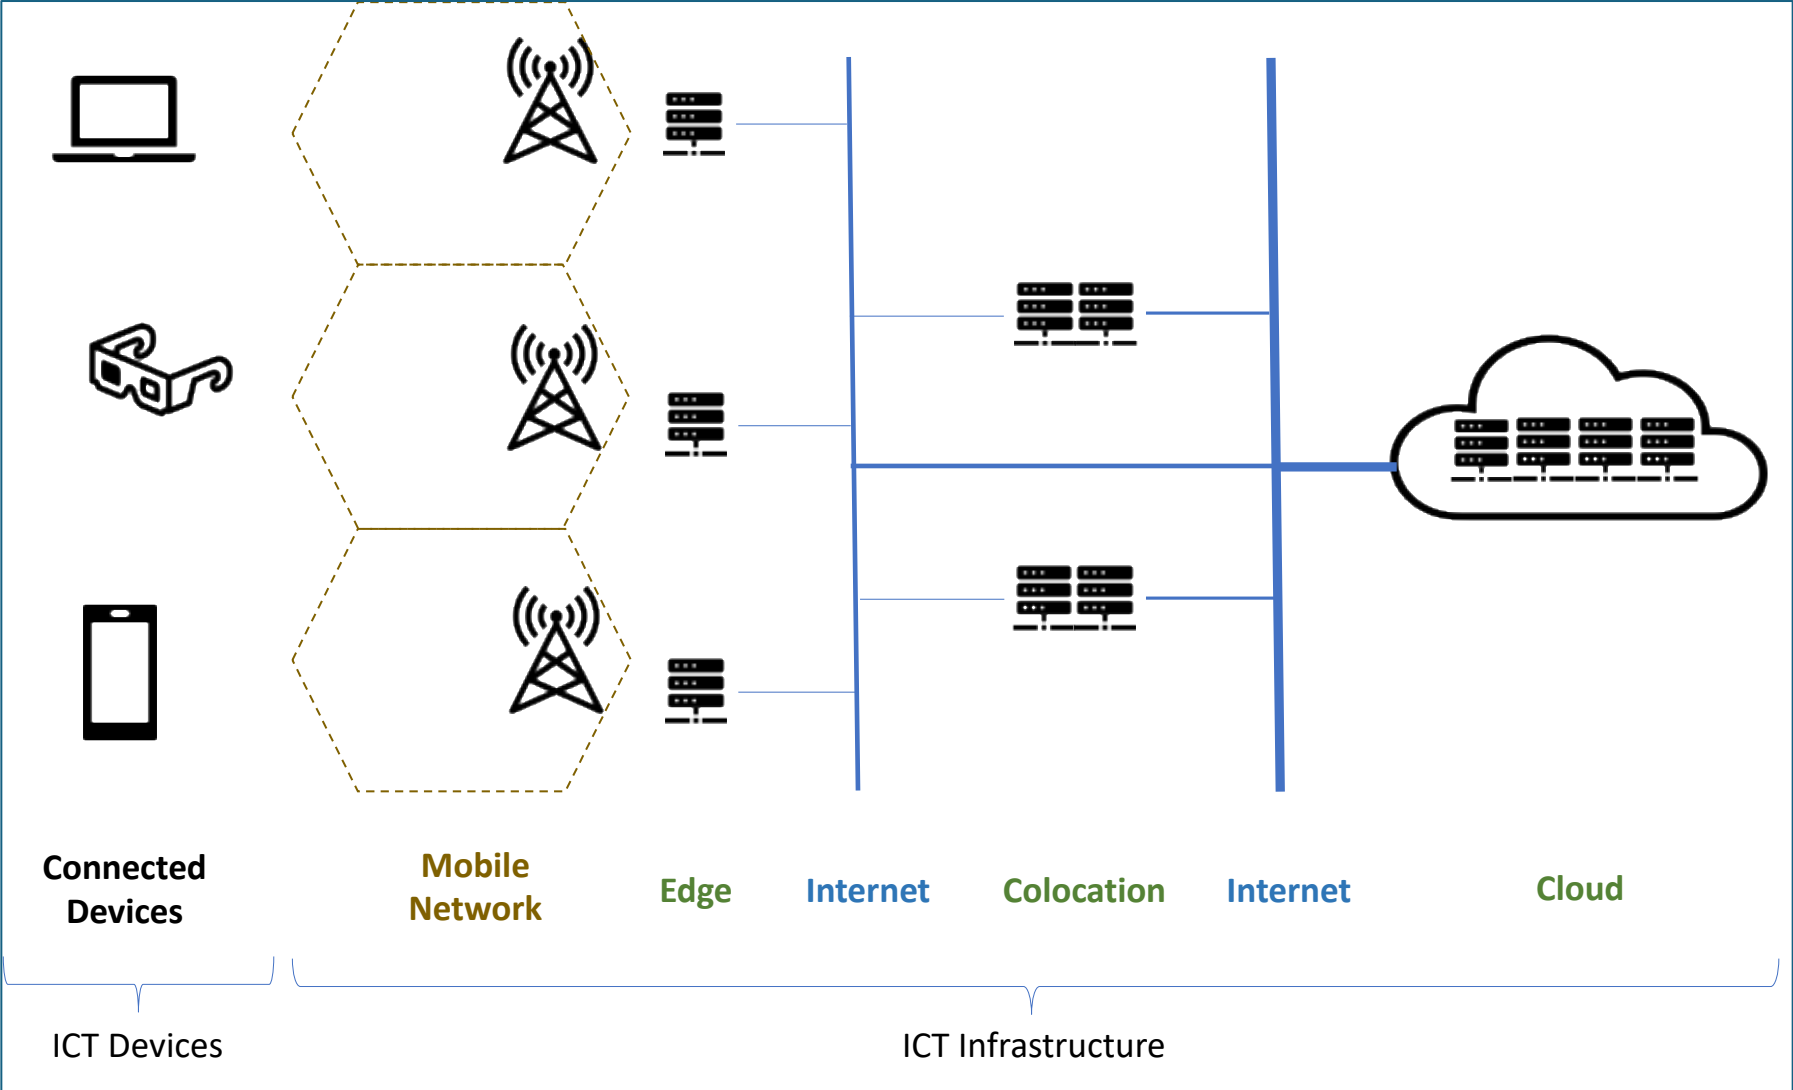 Connected
Devices
Mobile
Network
Edge
Internet
Colocation
Internet
Cloud
ICT Devices
ICT Infrastructure